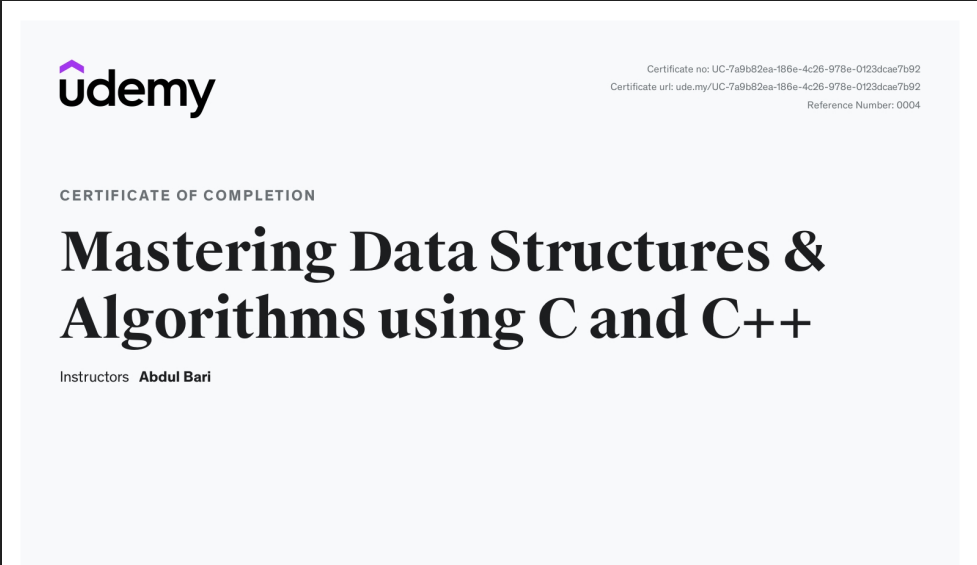 udemy
Certificate no: UC-7a9b82ea-186e-4c26-978e-0123dcae7b92
Certificate url: ude.my/UC-7a9b82ea-186e-4c26-978e-0123dcae7b92
Reference Number: 0004
CERTIFICATE OF COMPLETION
Mastering Data Structures &
Algorithms using C and C++
Instructors Abdul Bari